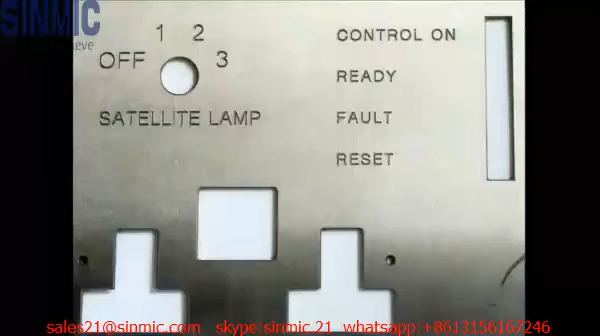 SINMIC
1 2
OFF 3
SATELLITE LAMP
CONTROL ON
READY
FAULT
RESET
sales21@sinmic.com skype:sinmic.21 whatsapp:+8613156167246